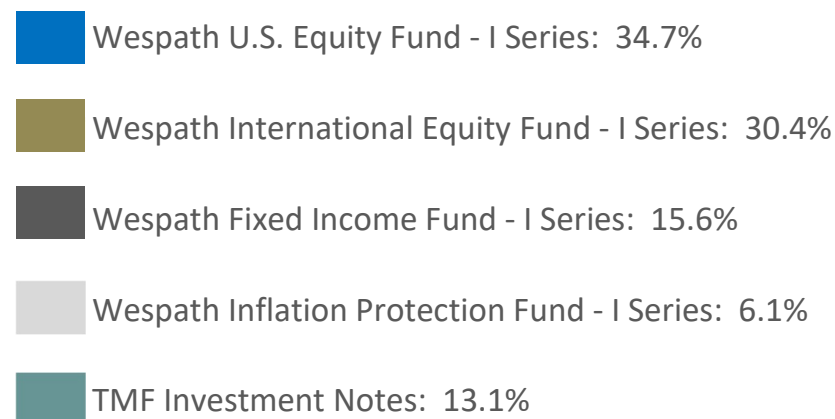 Wespath U.S. Equity Fund - I Series:  34.7%
Wespath International Equity Fund - I Series:  30.4%
Wespath Fixed Income Fund - I Series:  15.6%
Wespath Inflation Protection Fund - I Series:  6.1%
TMF Investment Notes:  13.1%